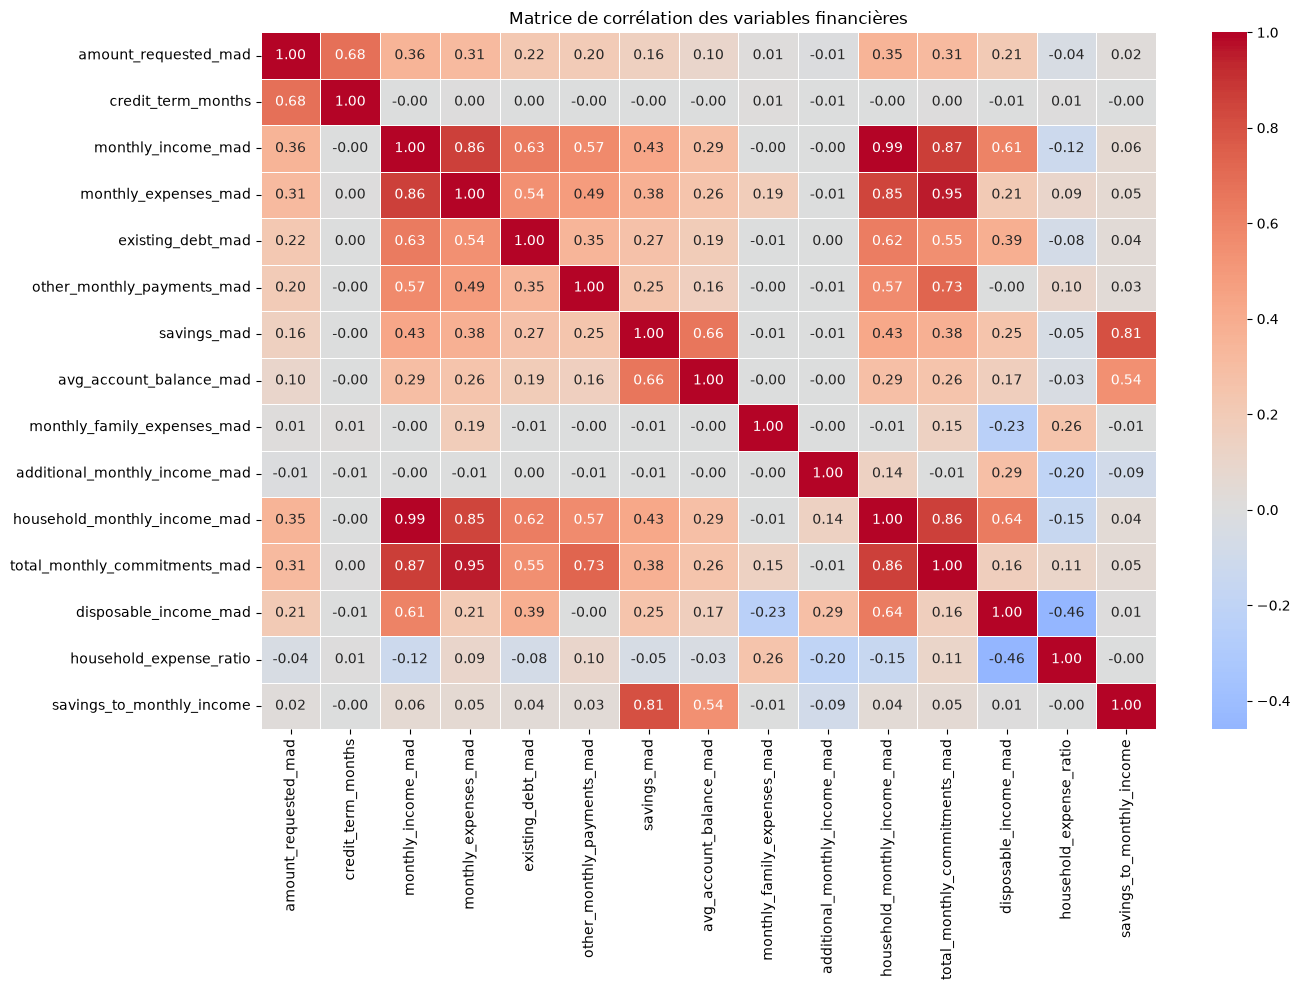 Matrice de corrélation des variables financières
amount_requested_mad 1.00 0.68 0.36 0.31 0.22 0.20 0.16 0.10 0.01 -0.01 0.35 0.31 0.21 -0.04 0.02
credit_term_months 0.68 1.00 -0.00 0.00 0.00 -0.00 -0.00 -0.00 0.01 -0.01 -0.00 0.00 -0.01 0.01 -0.00
monthly_income_mad 0.36 -0.00 1.00 0.86 0.63 0.57 0.43 0.29 -0.00 -0.00 0.99 0.87 0.61 -0.12 0.06
monthly_expenses_mad 0.31 0.00 0.86 1.00 0.54 0.49 0.38 0.26 0.19 -0.01 0.85 0.95 0.21 0.09 0.05
existing_debt_mad 0.22 0.00 0.63 0.54 1.00 0.35 0.27 0.19 -0.01 0.00 0.62 0.55 0.39 -0.08 0.04
other_monthly_payments_mad 0.20 -0.00 0.57 0.49 0.35 1.00 0.25 0.16 -0.00 -0.01 0.57 0.73 -0.00 0.10 0.03
savings_mad 0.16 -0.00 0.43 0.38 0.27 0.25 1.00 0.66 -0.01 -0.01 0.43 0.38 0.25 -0.05 0.81
avg_account_balance_mad 0.10 -0.00 0.29 0.26 0.19 0.16 0.66 1.00 -0.00 -0.00 0.29 0.26 0.17 -0.03 0.54
monthly_family_expenses_mad 0.01 0.01 -0.00 0.19 -0.01 -0.00 -0.01 -0.00 1.00 -0.00 -0.01 0.15 -0.23 0.26 -0.01
additional_monthly_income_mad -0.01 -0.01 -0.00 -0.01 0.00 -0.01 -0.01 -0.00 -0.00 1.00 0.14 -0.01 0.29 -0.20 -0.09
household_monthly_income_mad 0.35 -0.00 0.99 0.85 0.62 0.57 0.43 0.29 -0.01 0.14 1.00 0.86 0.64 -0.15 0.04
total_monthly_commitments_mad 0.31 0.00 0.87 0.95 0.55 0.73 0.38 0.26 0.15 -0.01 0.86 1.00 0.16 0.11 0.05
disposable_income_mad 0.21 -0.01 0.61 0.21 0.39 -0.00 0.25 0.17 -0.23 0.29 0.64 0.16 1.00 -0.46 0.01
household_expense_ratio -0.04 0.01 -0.12 0.09 -0.08 0.10 -0.05 -0.03 0.26 -0.20 -0.15 0.11 -0.46 1.00 -0.00
savings_to_monthly_income 0.02 -0.00 0.06 0.05 0.04 0.03 0.81 0.54 -0.01 -0.09 0.04 0.05 0.01 -0.00 1.00
amount_requested_mad
credit_term_months
monthly_income_mad
monthly_expenses_mad
existing_debt_mad
other_monthly_payments_mad
savings_mad
avg_account_balance_mad
monthly_family_expenses_mad
additional_monthly_income_mad
household_monthly_income_mad
total_monthly_commitments_mad
disposable_income_mad
household_expense_ratio
savings_to_monthly_income
1.0
0.8
0.6
0.4
0.2
0.0
−0.2
−0.4